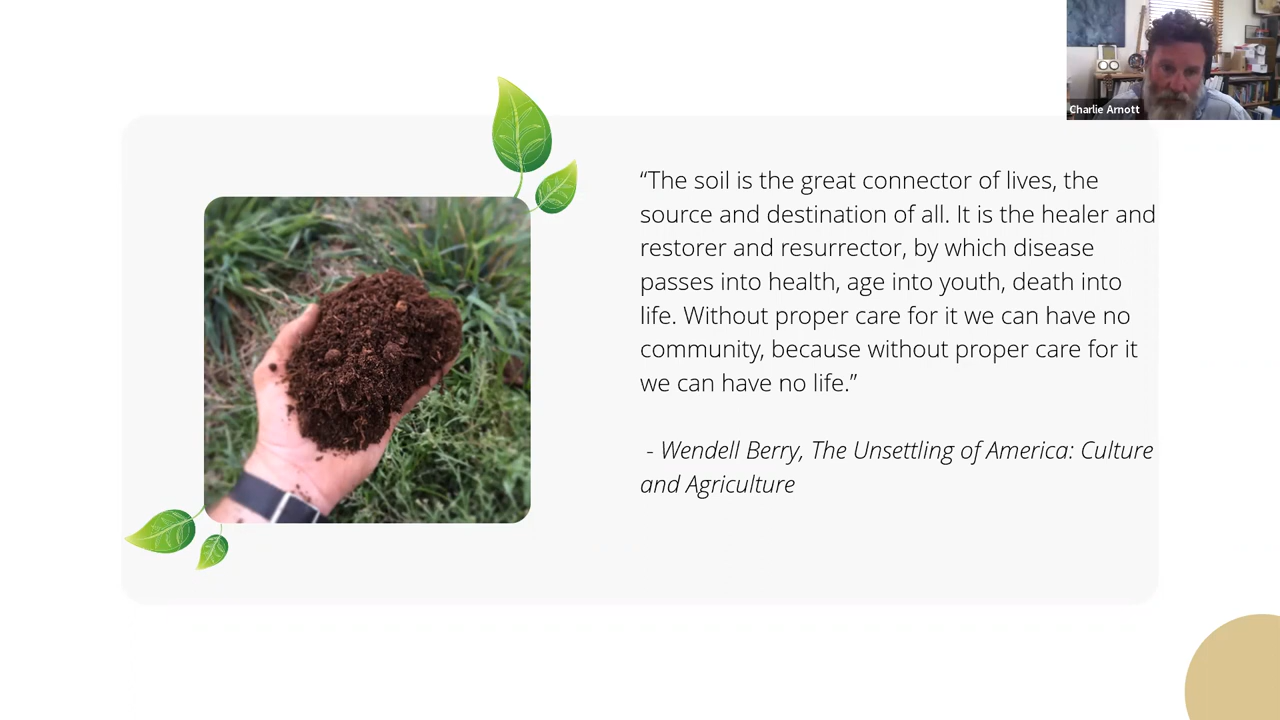 Charlie Arnott
“The soil is the great connector of lives, the
source and destination of all. It is the healer and
restorer and resurrector, by which disease
passes into health, age into youth, death into
life. Without proper care for it we can have no
community, because without proper care for it
we can have no life.”
- Wendell Berry, The Unsettling of America: Culture
and Agriculture